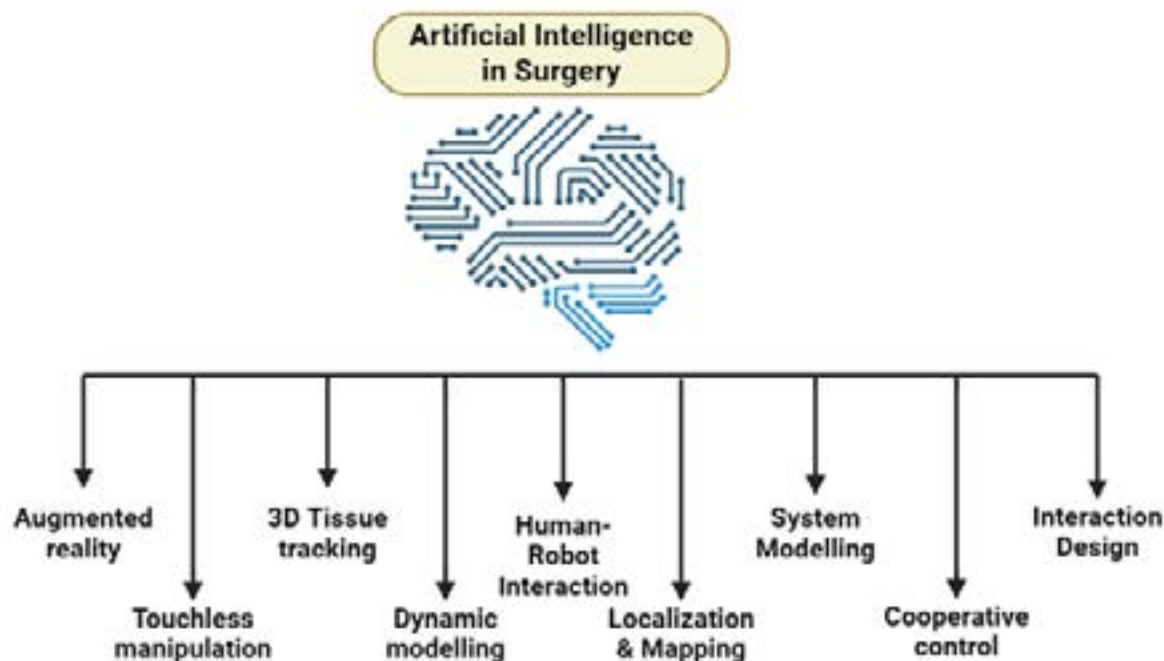 Artificial Intelligence
in Surgery
Augmented
reality
Touchless
manipulation
3D Tissue
tracking
Dynamic
modelling
Human-
Robot
Interaction
Localization
& Mapping
System
Modelling
Cooperative
control
Interaction
Design